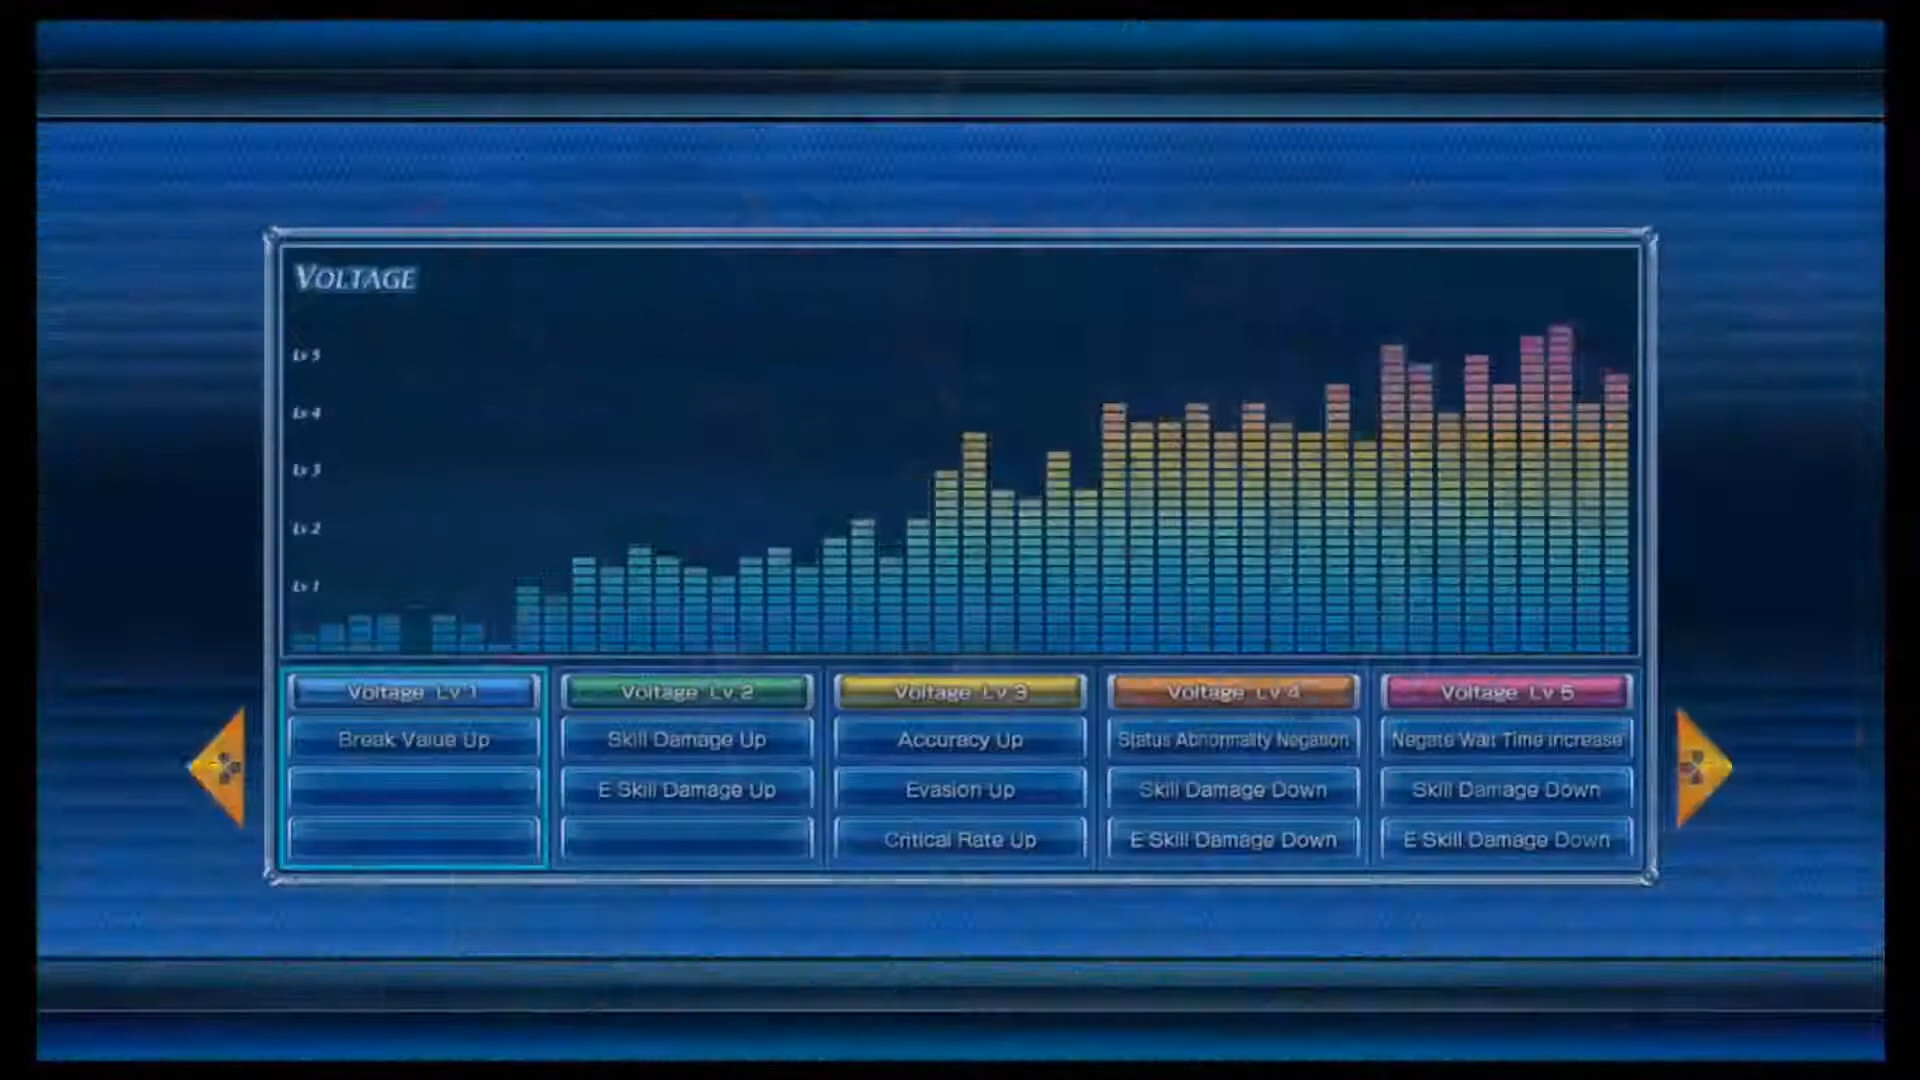 VOLTAGE
Lv 5
Lv 4
Lv 3
Lv 2
Lv 1
Voltage Lv 1
Break Value Up
Voltage Lv 2
Skill Damage Up
E Skill Damage Up
Voltage Lv 3
Accuracy Up
Evasion Up
Critical Rate Up
Voltage Lv 4
Status Abnormality Negation
Skill Damage Down
E Skill Damage Down
Voltage Lv 5
Negate Wait Time Increase
Skill Damage Down
E Skill Damage Down